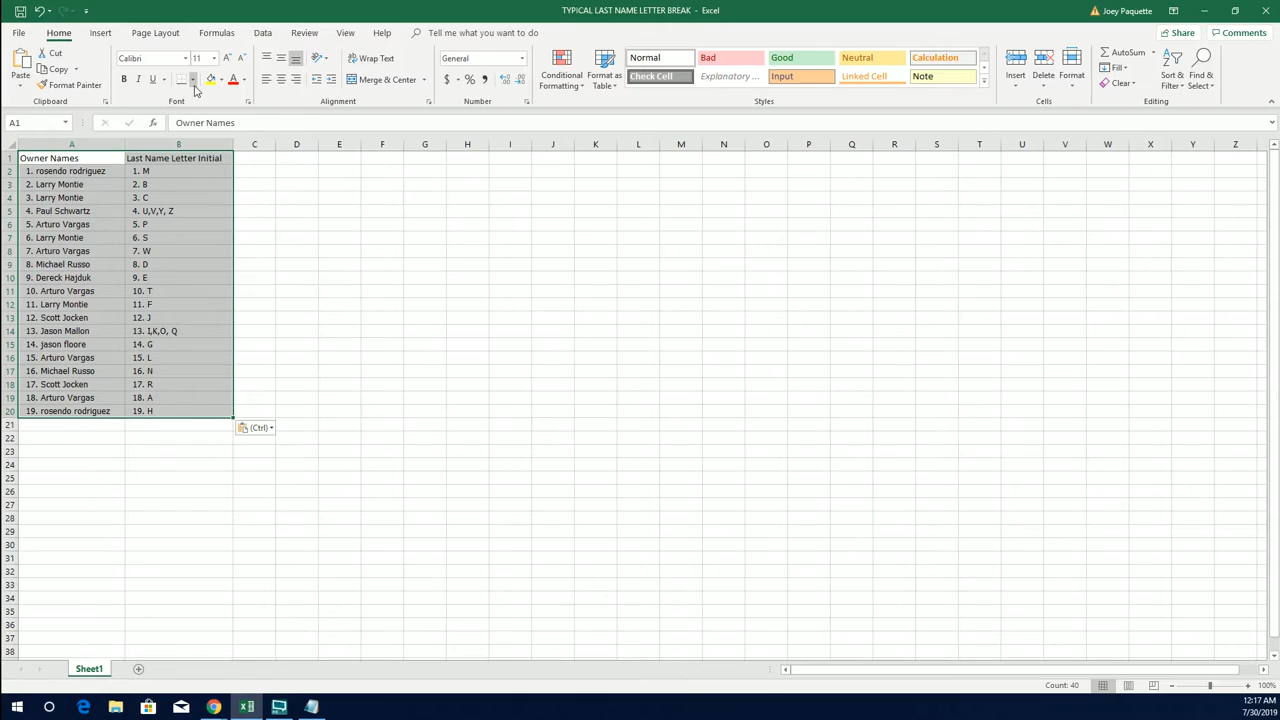 TYPICAL LAST NAME LETTER BREAK - Excel
Joey Paquette
File Home Insert Page Layout Formulas Data Review View Help Tell me what you want to do
Share Comments
Paste
Cut
Copy
Format Painter
Clipboard
Calibri 11
B I U
Font
Wrap Text
Merge & Center
Alignment
General
$ % ,
Number
Conditional Formatting
Format as Table
Normal Bad Good Neutral Calculation
Check Cell Explanatory ... Input Linked Cell Note
Styles
Insert Delete Format
Cells
AutoSum
Fill
Clear
Sort & Filter
Find & Select
Editing
A1 fx Owner Names
A B C D E F G H I J K L M N O P Q R S T U V W X Y Z
1 Owner Names Last Name Letter Initial
2 1. rosendo rodriguez 1. M
3 2. Larry Montie 2. B
4 3. Larry Montie 3. C
5 4. Paul Schwartz 4. U,V,Y, Z
6 5. Arturo Vargas 5. P
7 6. Larry Montie 6. S
8 7. Arturo Vargas 7. W
9 8. Michael Russo 8. D
10 9. Dereck Hajduk 9. E
11 10. Arturo Vargas 10. T
12 11. Larry Montie 11. F
13 12. Scott Jocken 12. J
14 13. Jason Mallon 13. I,K,O, Q
15 14. jason floore 14. G
16 15. Arturo Vargas 15. L
17 16. Michael Russo 16. N
18 17. Scott Jocken 17. R
19 18. Arturo Vargas 18. A
20 19. rosendo rodriguez 19. H
21 (Ctrl)
22
23
24
25
26
27
28
29
30
31
32
33
34
35
36
37
38
Sheet1
Count: 40 100%
12:17 AM
7/30/2019